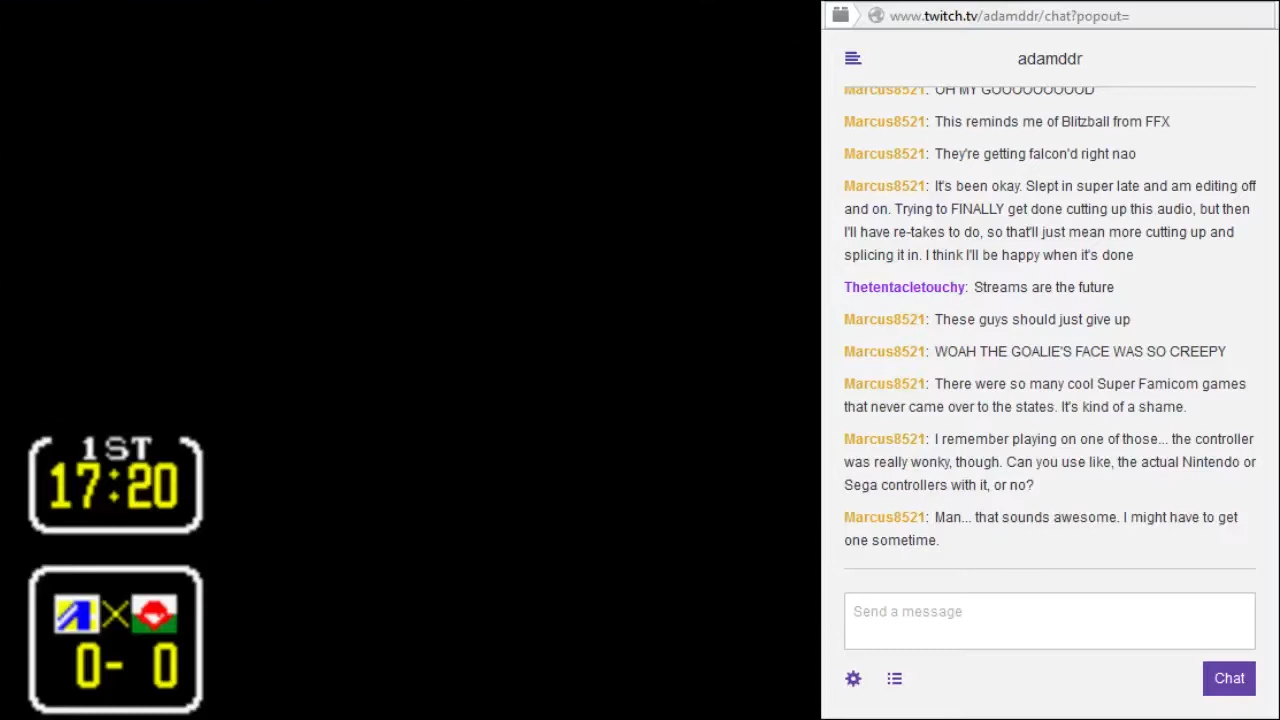 www.twitch.tv/adamddr/chat?popout=
adamddr
Marcus8521: OH MY GOOOOOOOOOD
Marcus8521: This reminds me of Blitzball from FFX
Marcus8521: They're getting falcon'd right nao
Marcus8521: It's been okay. Slept in super late and am editing off
and on. Trying to FINALLY get done cutting up this audio, but then
I'll have re-takes to do, so that'll just mean more cutting up and
splicing it in. I think I'll be happy when it's done
Thetentacletouchy: Streams are the future
Marcus8521: These guys should just give up
Marcus8521: WOAH THE GOALIE'S FACE WAS SO CREEPY
Marcus8521: There were so many cool Super Famicom games
that never came over to the states. It's kind of a shame.
Marcus8521: I remember playing on one of those... the controller
was really wonky, though. Can you use like, the actual Nintendo or
Sega controllers with it, or no?
Marcus8521: Man... that sounds awesome. I might have to get
one sometime.
Send a message
Chat
1ST
17:20
0- 0